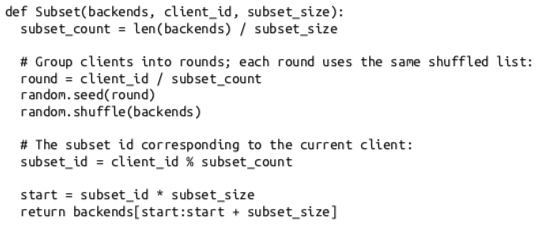 def Subset(backends, client_id, subset_size):
  subset_count = len(backends) / subset_size

  # Group clients into rounds; each round uses the same shuffled list:
  round = client_id / subset_count
  random.seed(round)
  random.shuffle(backends)

  # The subset id corresponding to the current client:
  subset_id = client_id % subset_count

  start = subset_id * subset_size
  return backends[start:start + subset_size]